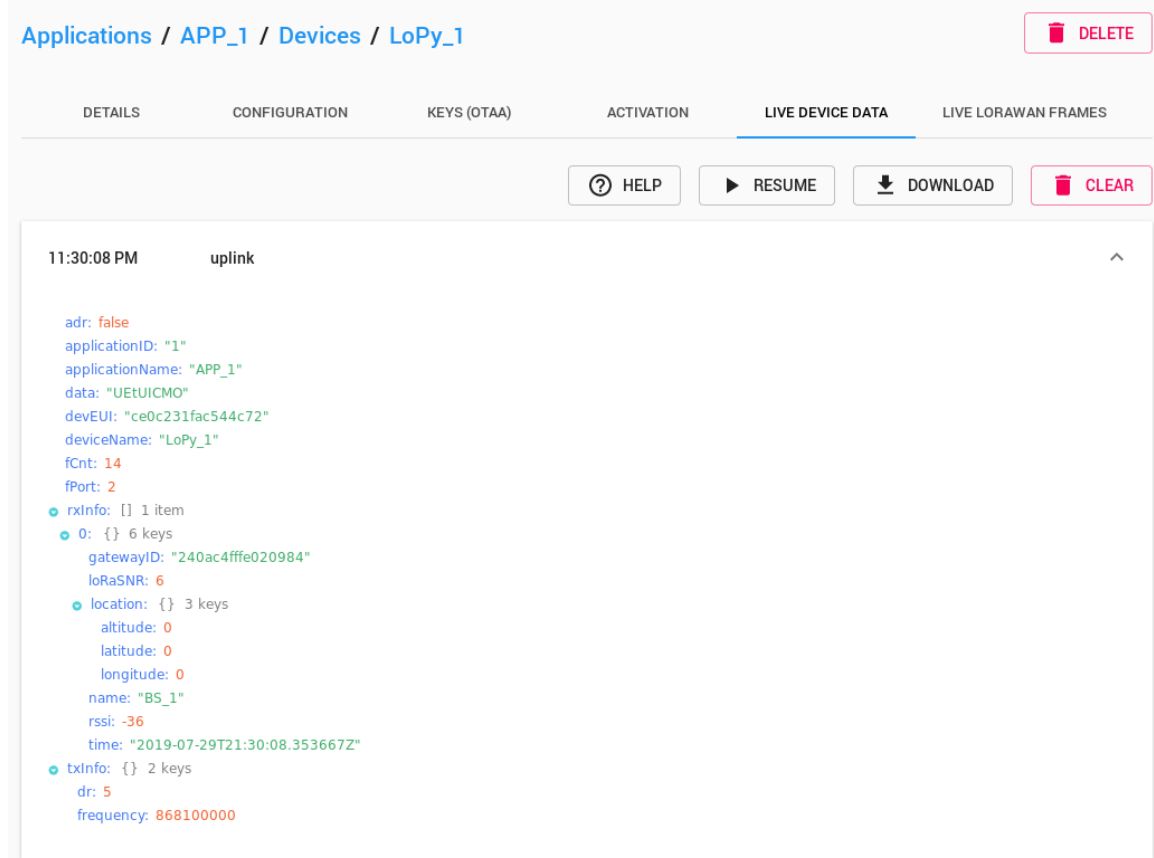 Applications / APP_1 / Devices / LoPy_1
DELETE
DETAILS CONFIGURATION KEYS (OTAA) ACTIVATION LIVE DEVICE DATA LIVE LORAWAN FRAMES
HELP RESUME DOWNLOAD CLEAR
11:30:08 PM uplink
adr: false
applicationID: "1"
applicationName: "APP_1"
data: "UEtUICMO"
devEUI: "ce0c231fac544c72"
deviceName: "LoPy_1"
fCnt: 14
fPort: 2
rxInfo: [] 1 item
0: {} 6 keys
gatewayID: "240ac4fffe020984"
loRaSNR: 6
location: {} 3 keys
altitude: 0
latitude: 0
longitude: 0
name: "BS_1"
rssi: -36
time: "2019-07-29T21:30:08.353667Z"
txInfo: {} 2 keys
dr: 5
frequency: 868100000